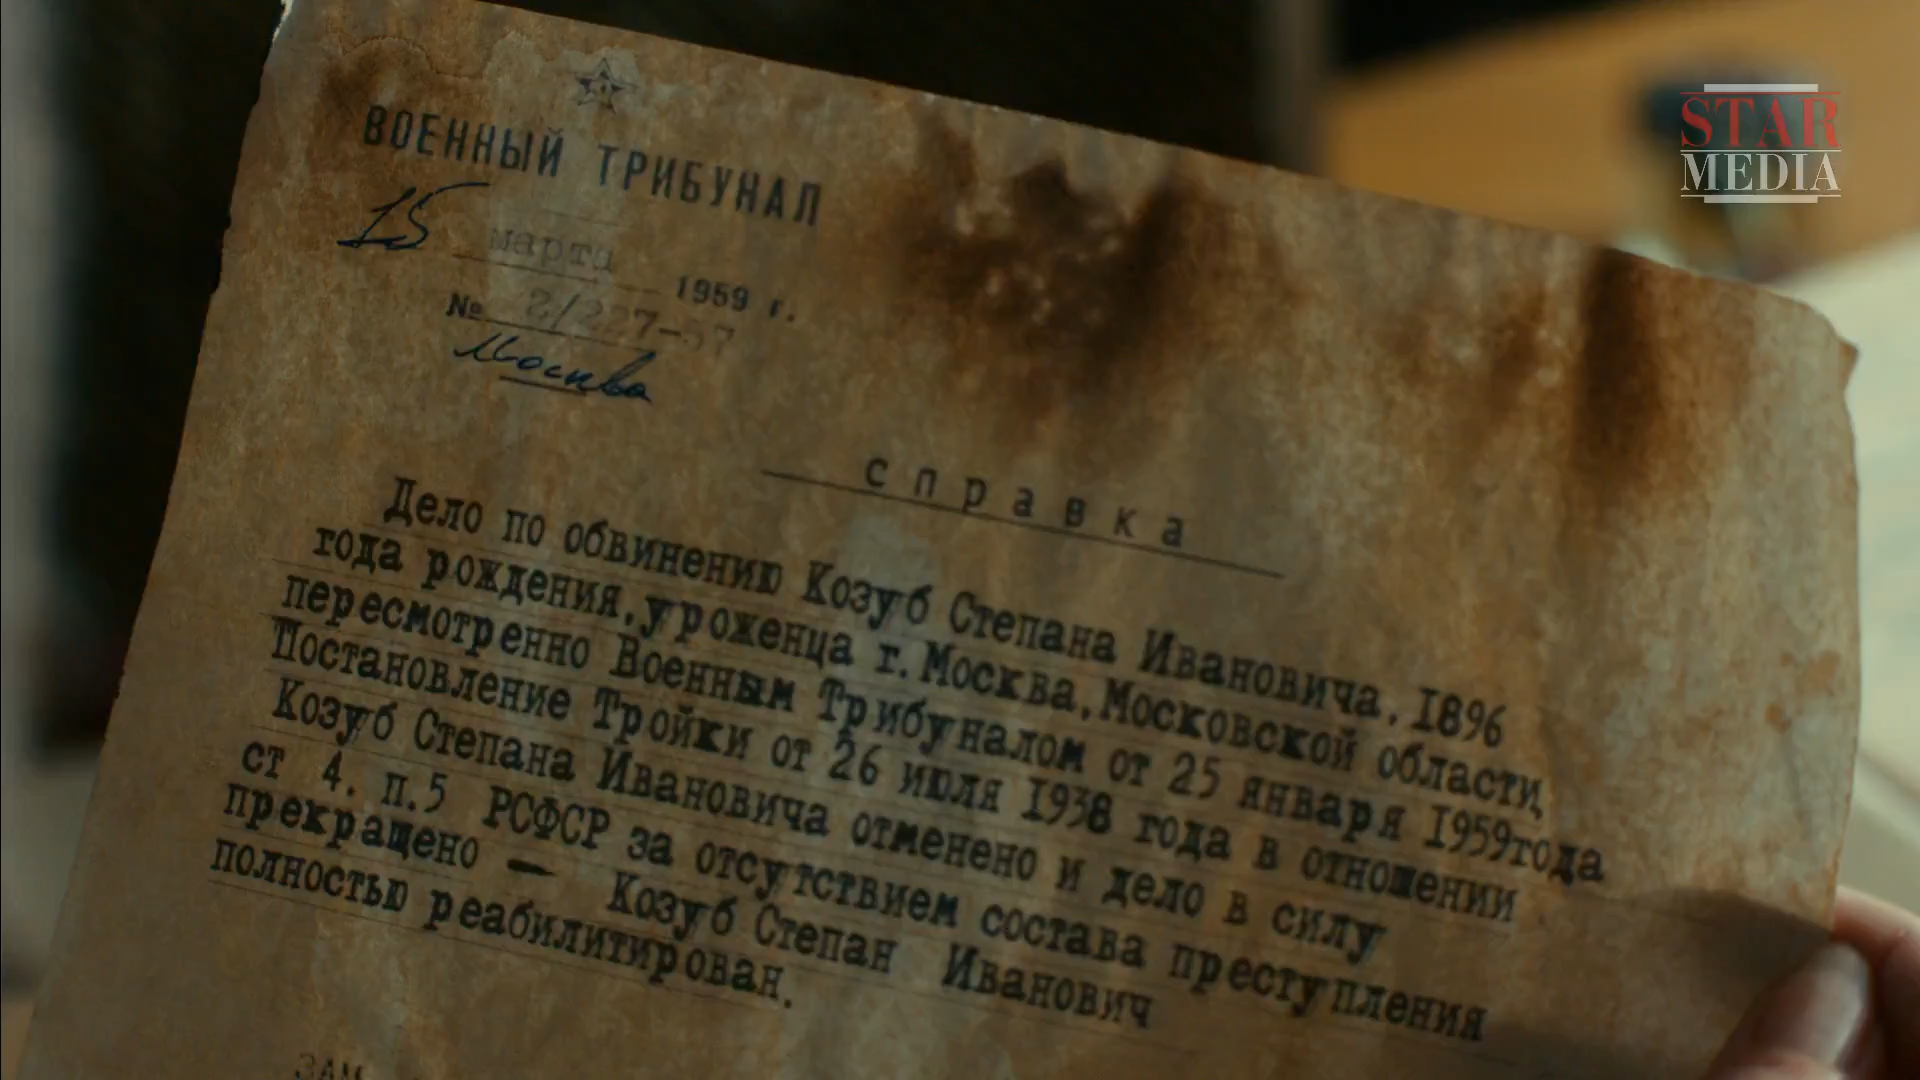 ВОЕННЫЙ ТРИБУНАЛ
15 марта 1959 г.
№ 2/227-57
Москва
справка
Дело по обвинению Козуб Степана Ивановича, 1896
года рождения, уроженца г. Москва, Московской области,
пересмотренно Военным Трибуналом от 25 января 1959года
Постановление Тройки от 26 июля 1938 года в отношении
Козуб Степана Ивановича отменено и дело в силу
ст 4. п.5 РСФСР за отсутствием состава преступления
прекращено — Козуб Степан Иванович
полностью реабилитирован.
STAR
MEDIA